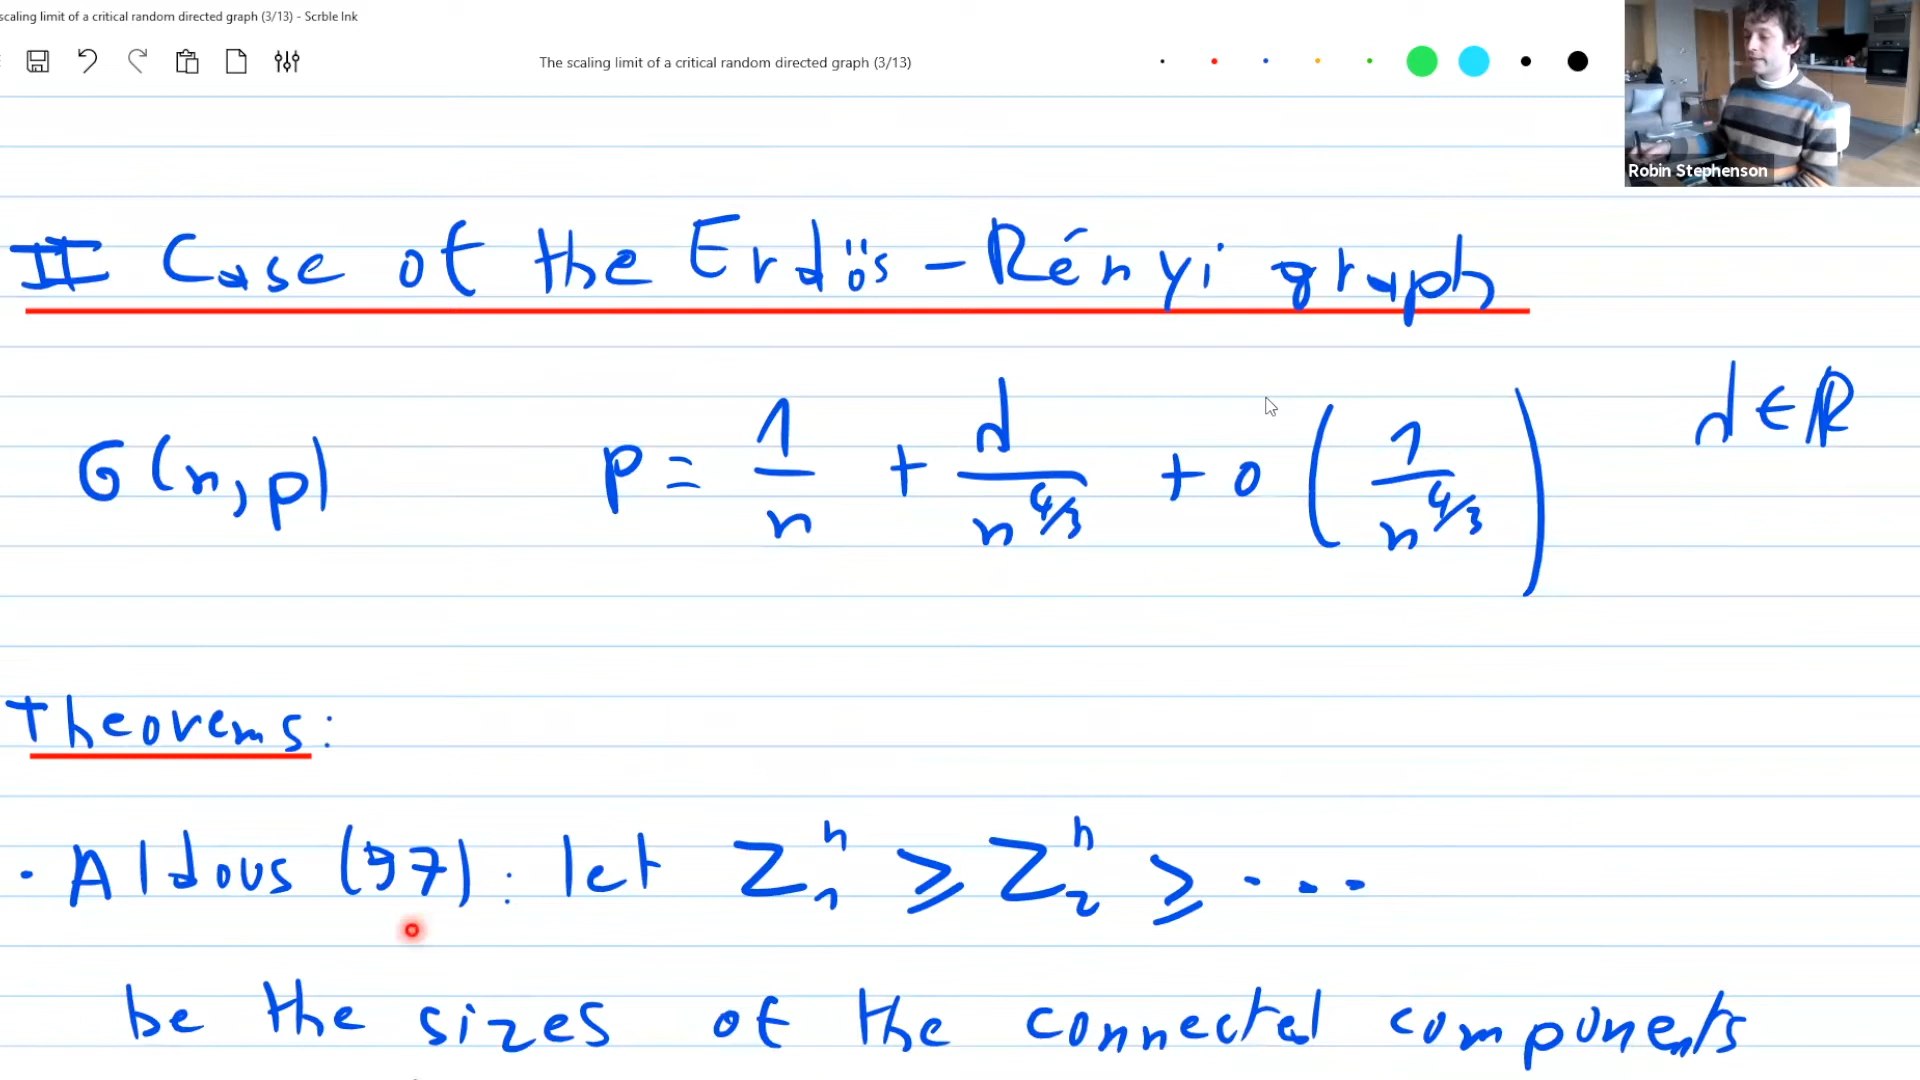 scaling limit of a critical random directed graph (3/13) - Scrble Ink
The scaling limit of a critical random directed graph (3/13)
Robin Stephenson
II Case of the Erdös-Rényi graph
G(n,p) p = 1/n + λ/n^{4/3} + o(1/n^{4/3}) λ ∈ ℝ
Theorems:
· Aldous (97): let Z_1^n ≥ Z_2^n ≥ ...
be the sizes of the connected components